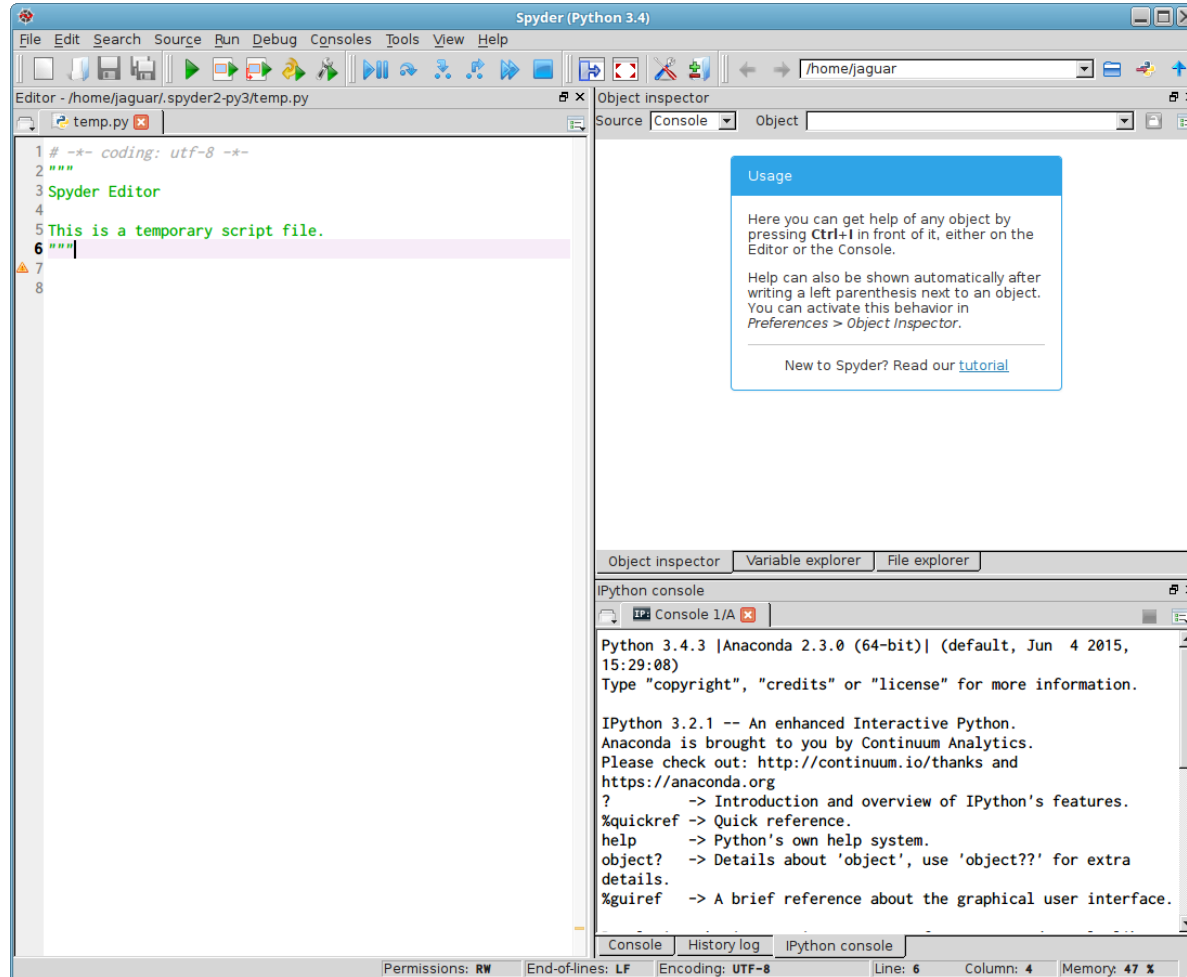 Spyder (Python 3.4)
File Edit Search Source Run Debug Consoles Tools View Help
/home/jaguar
Editor - /home/jaguar/.spyder2-py3/temp.py
temp.py
1 # -*- coding: utf-8 -*-
2 """
3 Spyder Editor
4
5 This is a temporary script file.
6 """
7
8
Object inspector
Source Console Object
Usage
Here you can get help of any object by
pressing Ctrl+I in front of it, either on the
Editor or the Console.
Help can also be shown automatically after
writing a left parenthesis next to an object.
You can activate this behavior in
Preferences > Object Inspector.
New to Spyder? Read our tutorial
Object inspector Variable explorer File explorer
IPython console
IP: Console 1/A
Python 3.4.3 |Anaconda 2.3.0 (64-bit)| (default, Jun  4 2015,
15:29:08)
Type "copyright", "credits" or "license" for more information.
IPython 3.2.1 -- An enhanced Interactive Python.
Anaconda is brought to you by Continuum Analytics.
Please check out: http://continuum.io/thanks and
https://anaconda.org
?         -> Introduction and overview of IPython's features.
%quickref -> Quick reference.
help      -> Python's own help system.
object?   -> Details about 'object', use 'object??' for extra
details.
%guiref   -> A brief reference about the graphical user interface.
Console History log IPython console
Permissions: RW End-of-lines: LF Encoding: UTF-8 Line: 6 Column: 4 Memory: 47 %